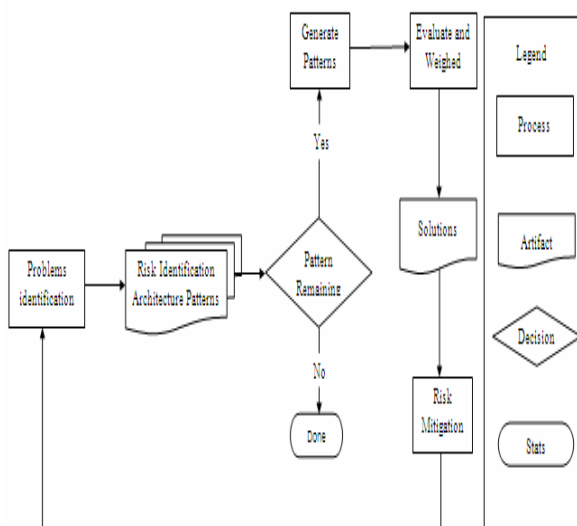 Generate
Patterns
Evaluate and
Weighed
Legend
Process
Yes
Solutions
Artifact
Problems
identification
Risk Identification
Architecture Patterns
Pattern
Remaining
Decision
No
Risk
Mitigation
Done
Stats